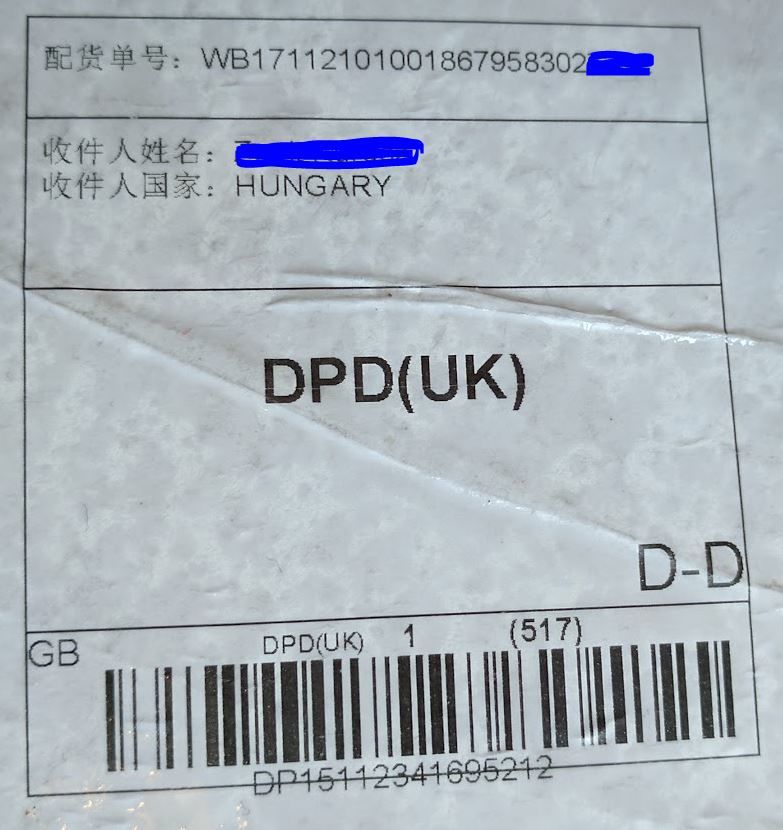 配货单号：WB17112101001867958302
收件人姓名：
收件人国家：HUNGARY
DPD(UK)
D-D
GB DPD(UK) 1 (517)
DP15112341695212